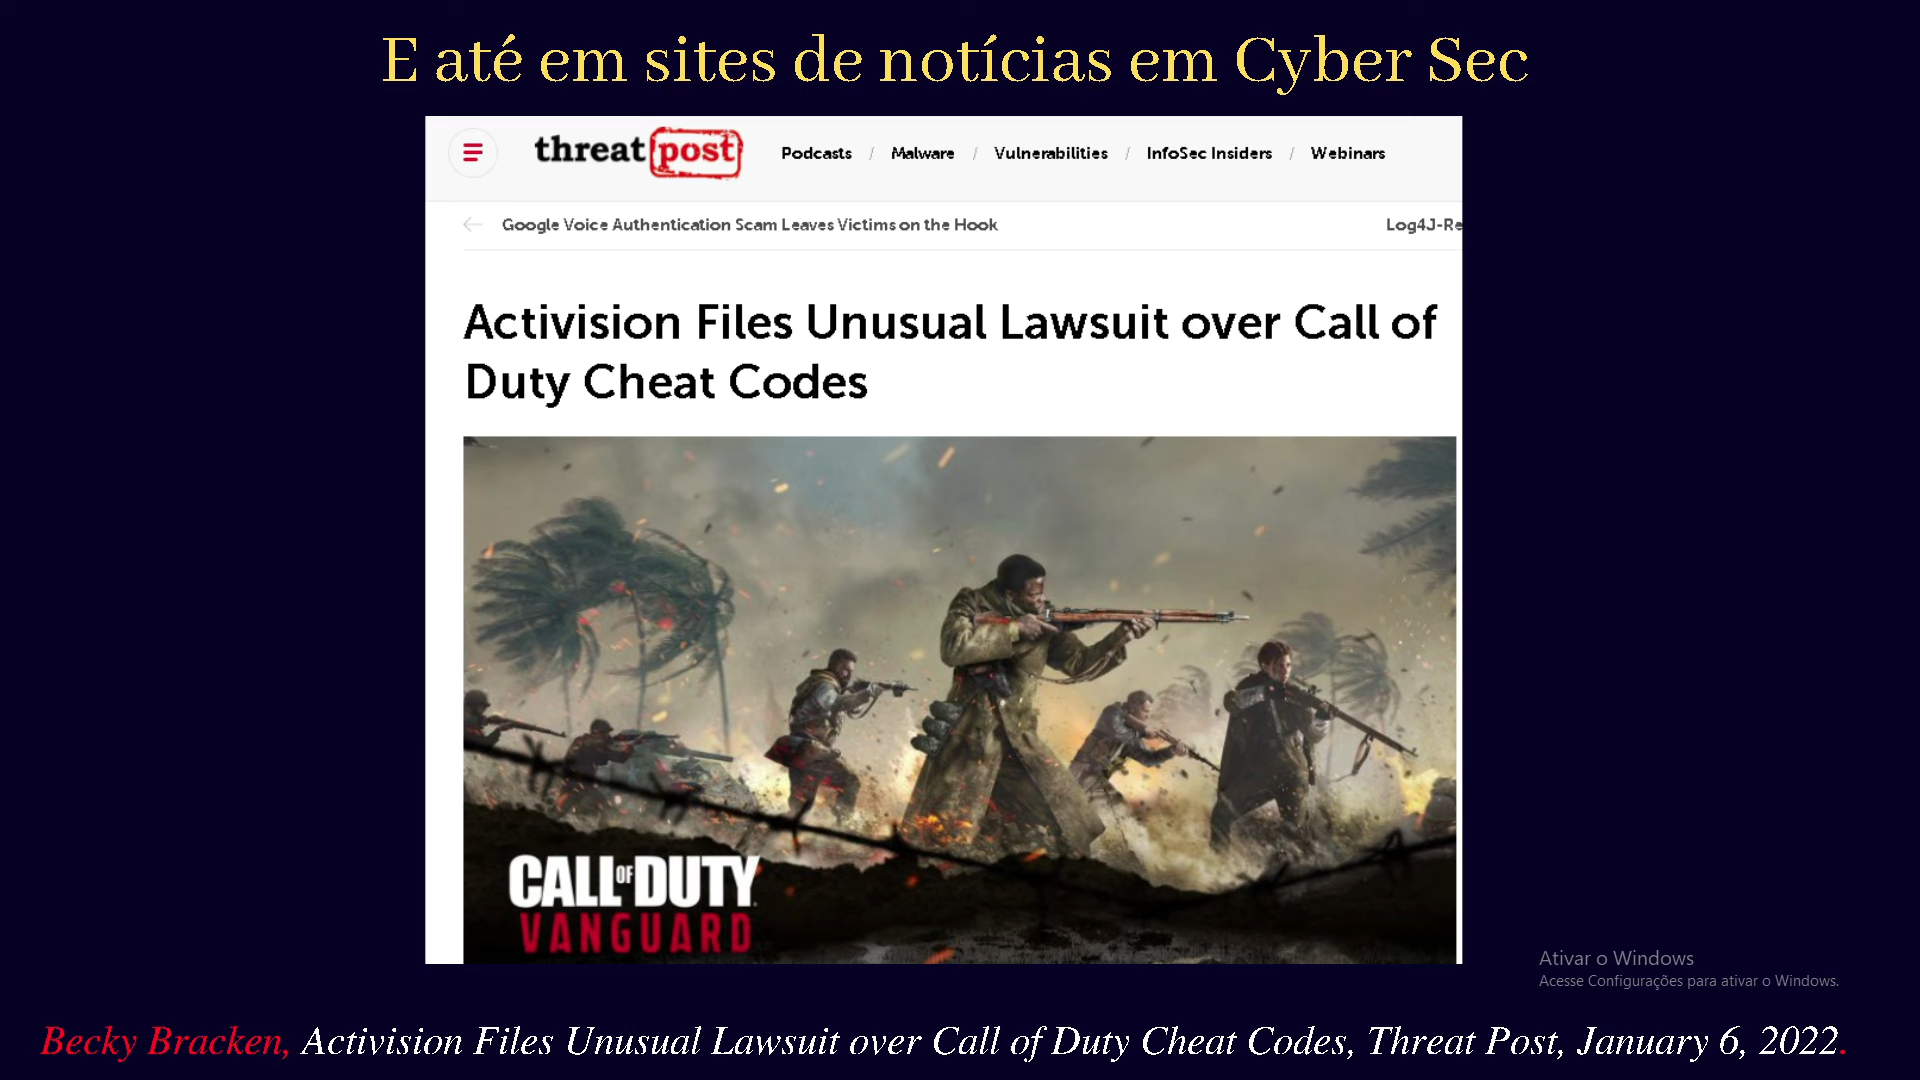 E até em sites de notícias em Cyber Sec
threat post Podcasts / Malware / Vulnerabilities / InfoSec Insiders / Webinars
Google Voice Authentication Scam Leaves Victims on the Hook Log4J-Re
Activision Files Unusual Lawsuit over Call of
Duty Cheat Codes
CALL OF DUTY
VANGUARD
Ativar o Windows
Acesse Configurações para ativar o Windows.
Becky Bracken, Activision Files Unusual Lawsuit over Call of Duty Cheat Codes, Threat Post, January 6, 2022.